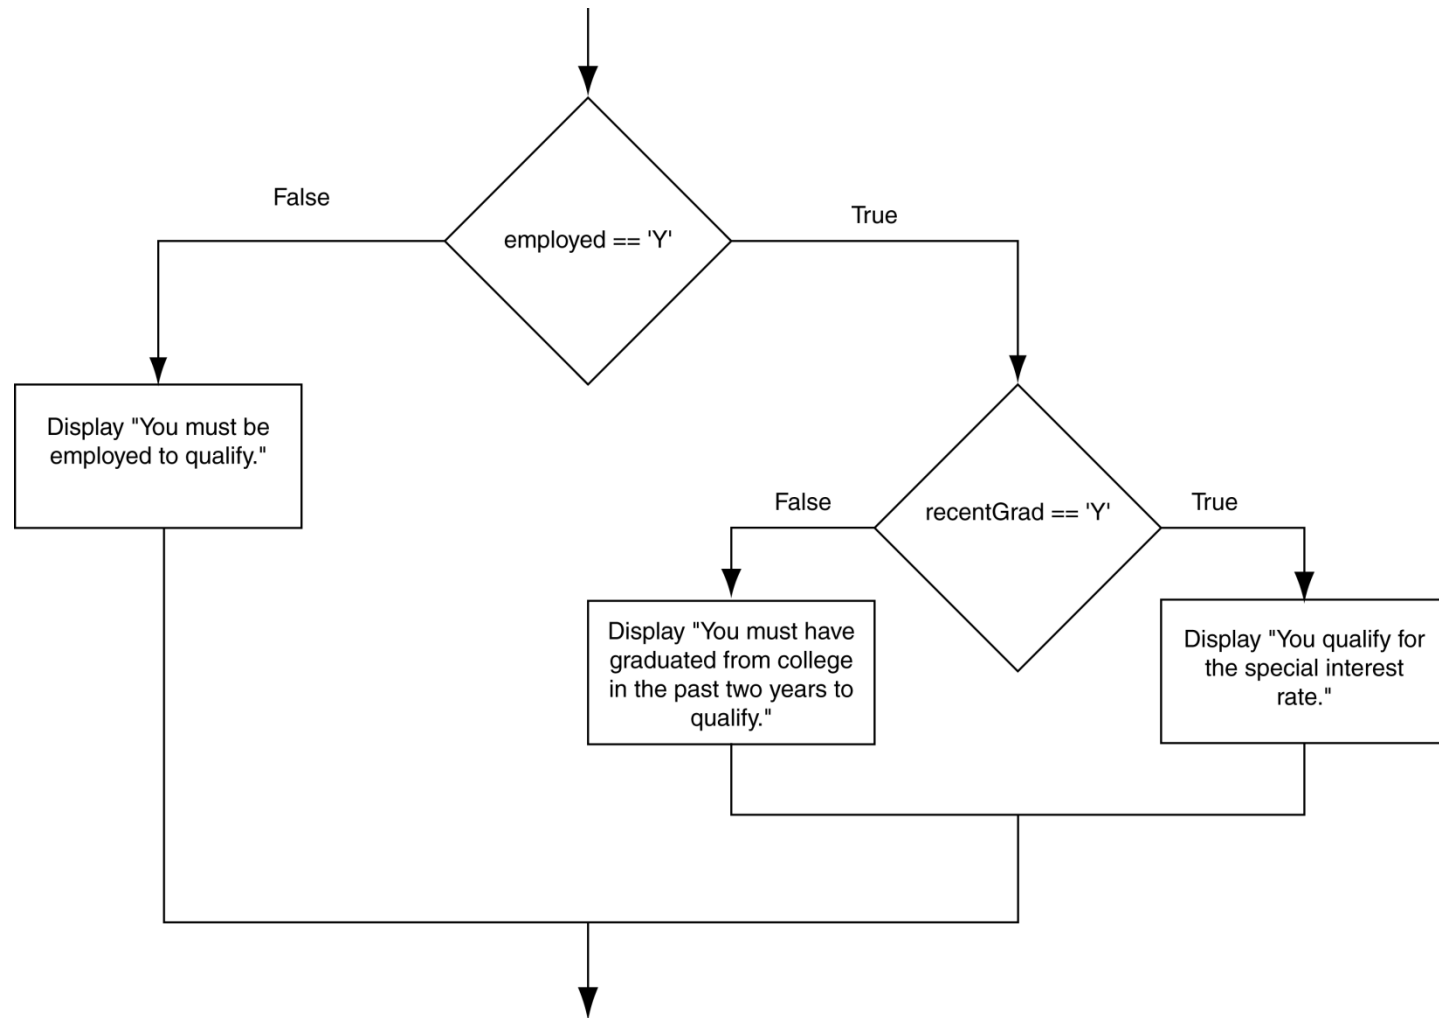 False
True
employed == 'Y'
Display "You must be
employed to qualify."
False
True
recentGrad == 'Y'
Display "You must have
graduated from college
in the past two years to
qualify."
Display "You qualify for
the special interest
rate."